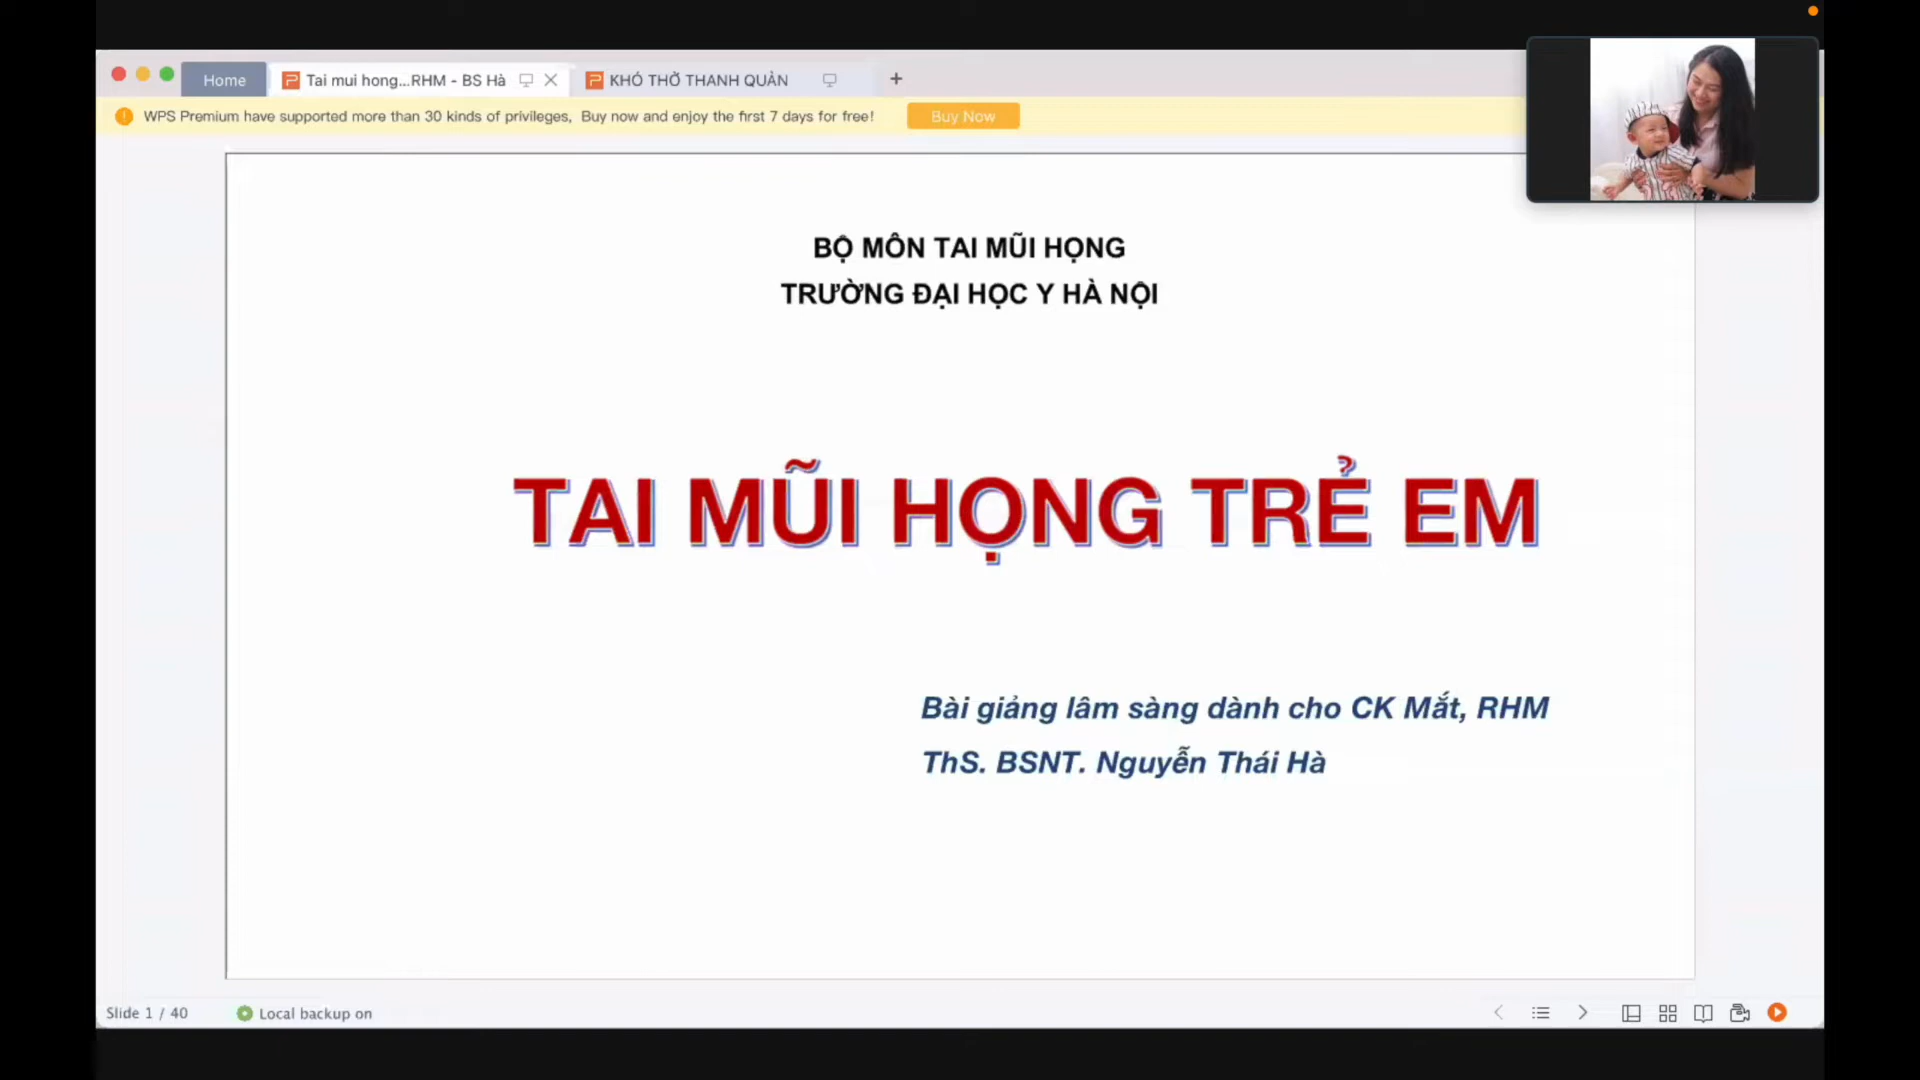 Home
Tai mui hong...RHM - BS Hà
KHÓ THỞ THANH QUẢN
WPS Premium have supported more than 30 kinds of privileges, Buy now and enjoy the first 7 days for free!
Buy Now
BỘ MÔN TAI MŨI HỌNG
TRƯỜNG ĐẠI HỌC Y HÀ NỘI
TAI MŨI HỌNG TRẺ EM
Bài giảng lâm sàng dành cho CK Mắt, RHM
ThS. BSNT. Nguyễn Thái Hà
Slide 1 / 40
Local backup on